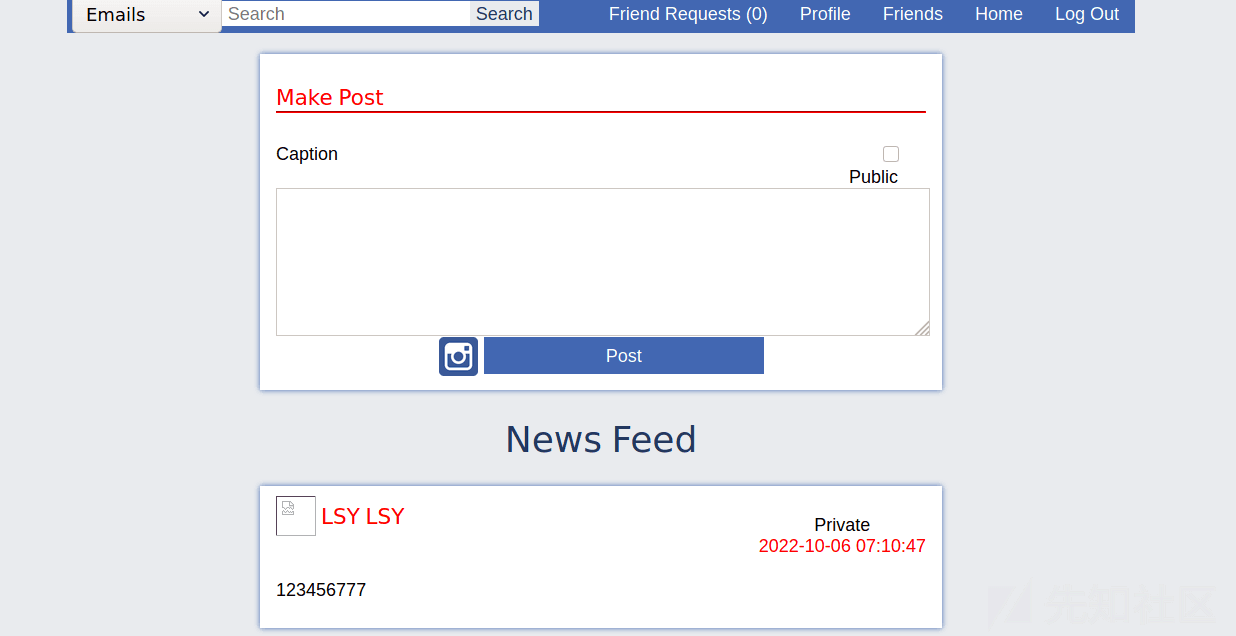 Emails Search Search Friend Requests (0) Profile Friends Home Log Out
Make Post
Caption
Public
Post
News Feed
LSY LSY
Private
2022-10-06 07:10:47
123456777
先知社区